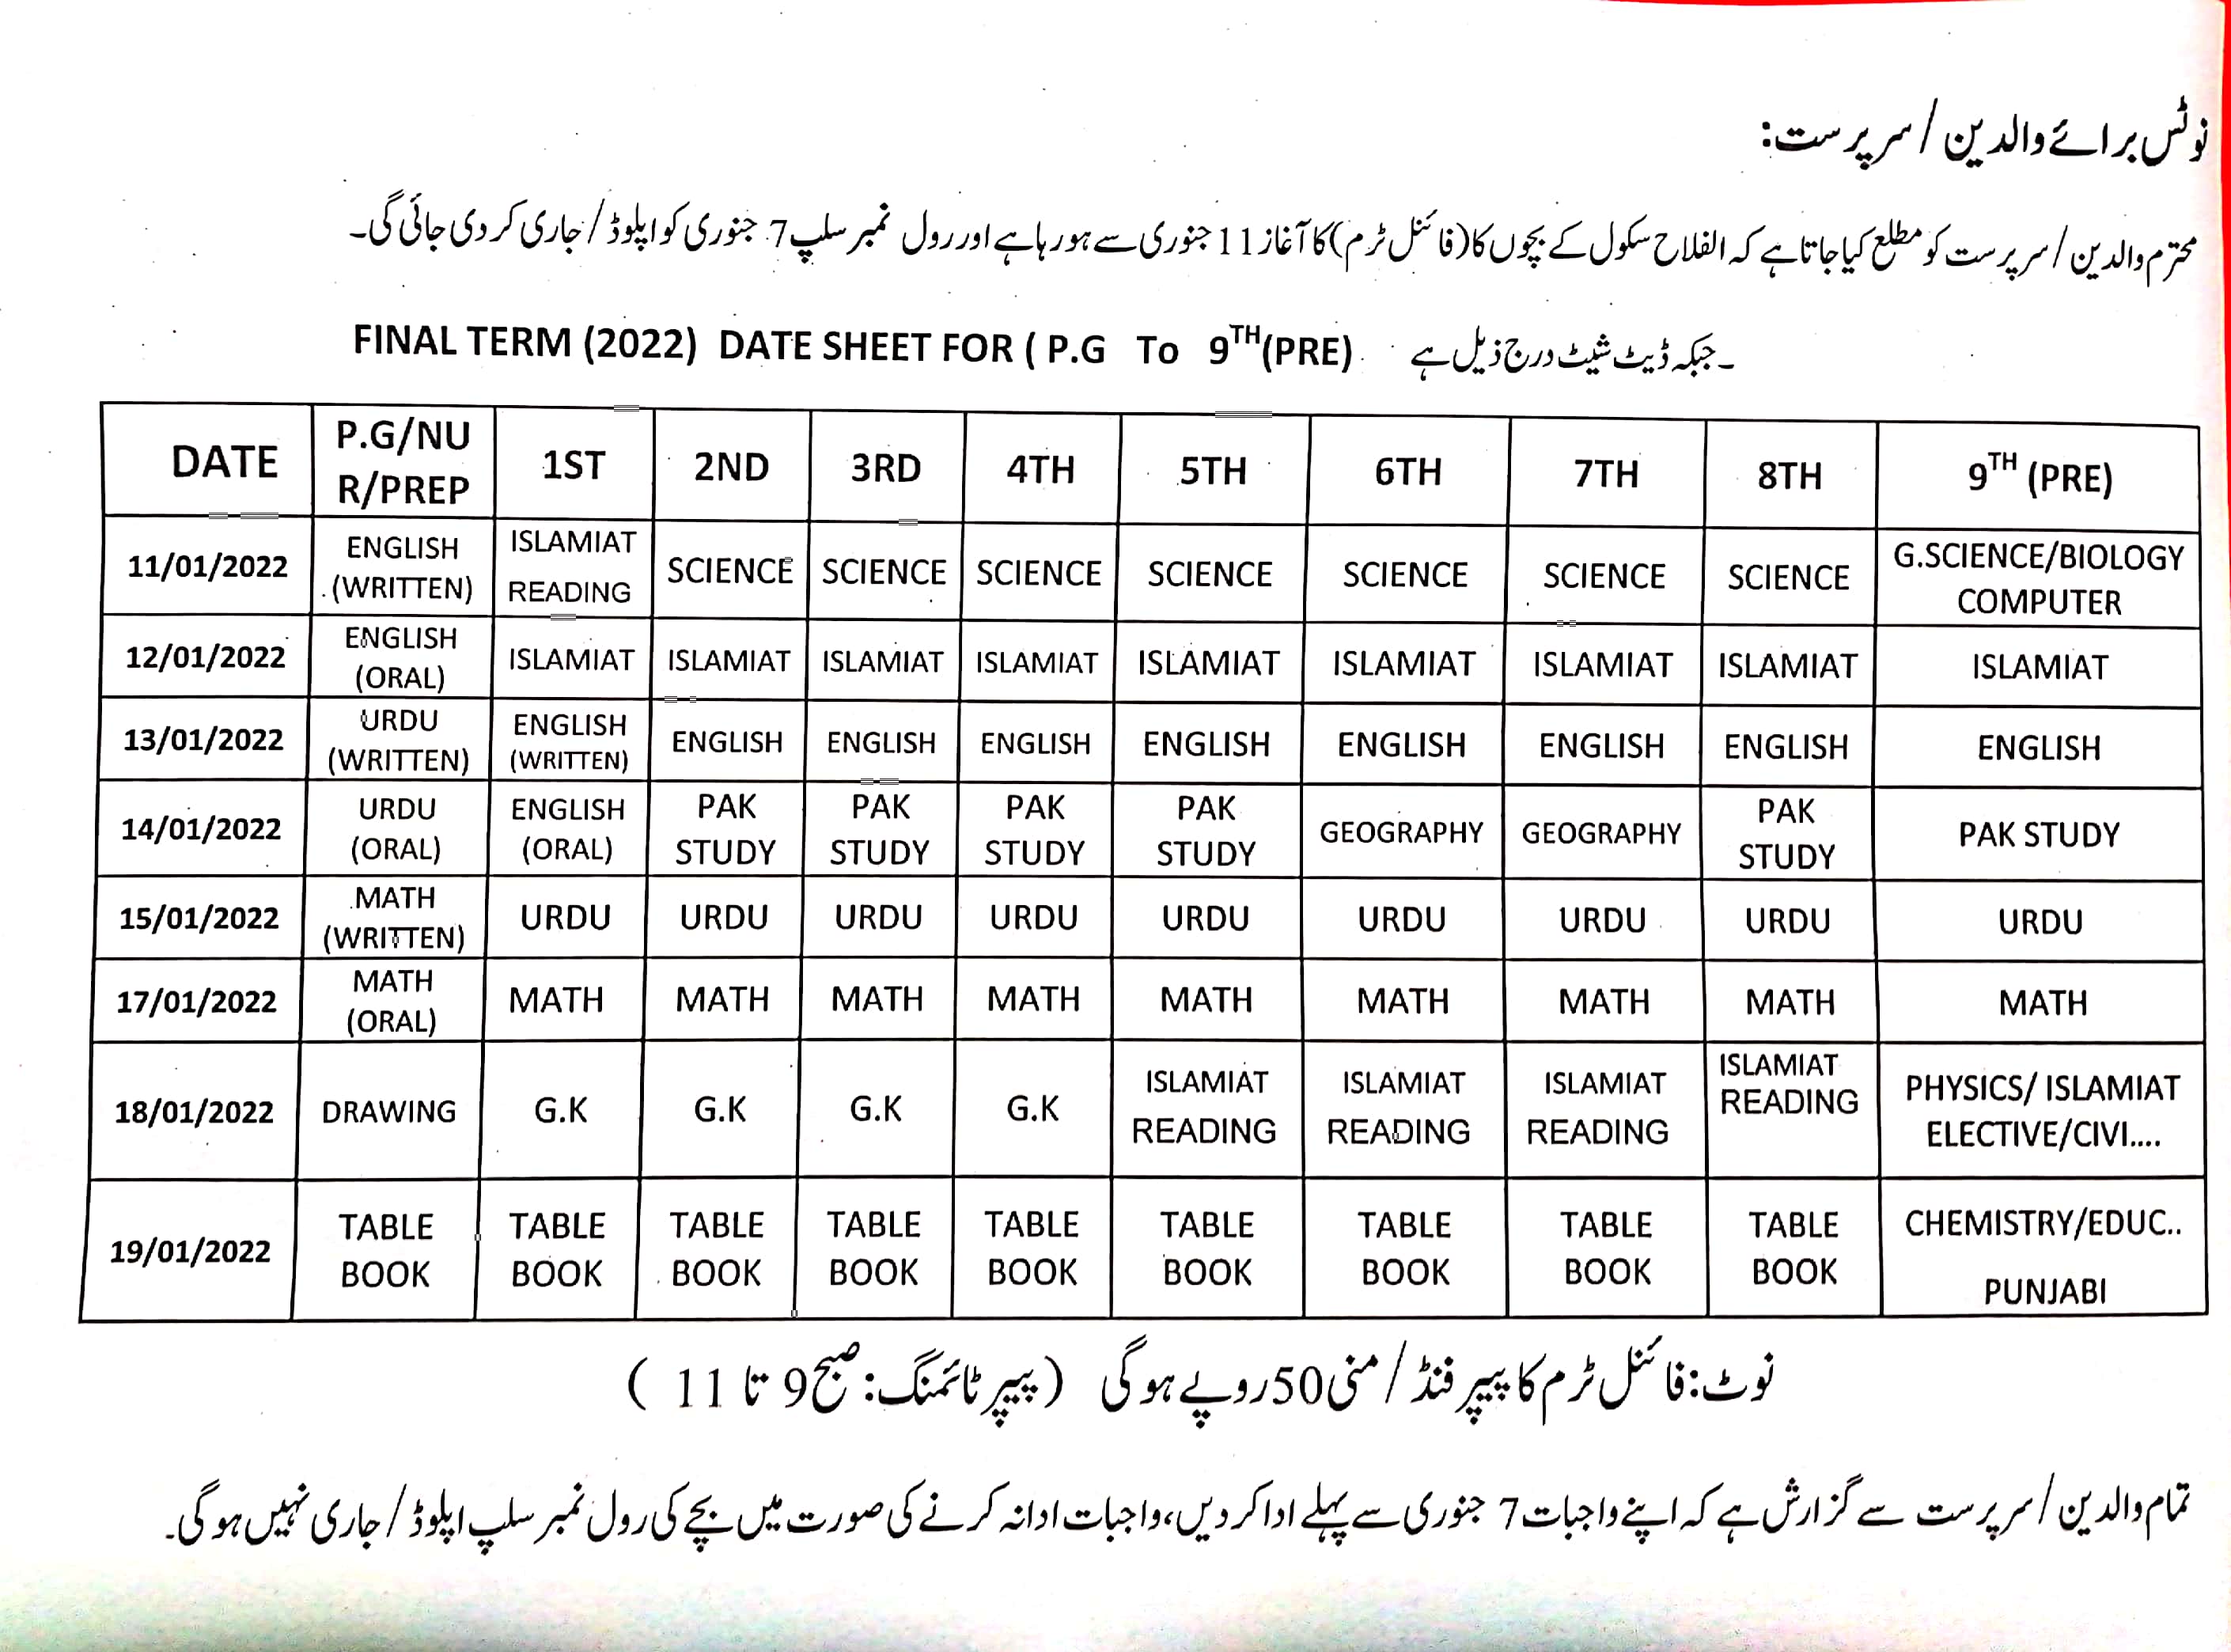 نوٹس برائے والدین / سرپرست:
محترم والدین / سرپرست کو مطلع کیا جاتا ہے کہ الفلاح سکول کے بچوں کا (فائنل ٹرم) کا آغاز 11 جنوری سے ہو رہا ہے اور رول نمبر سلپ 7 جنوری کو اپلوڈ / جاری کر دی جائی گی۔
FINAL TERM (2022) DATE SHEET FOR ( P.G To 9TH(PRE) ۔جبکہ ڈیٹ شیٹ درج ذیل ہے
DATE P.G/NU R/PREP 1ST 2ND 3RD 4TH 5TH 6TH 7TH 8TH 9TH (PRE)
11/01/2022 ENGLISH (WRITTEN) ISLAMIAT READING SCIENCE SCIENCE SCIENCE SCIENCE SCIENCE SCIENCE SCIENCE G.SCIENCE/BIOLOGY COMPUTER
12/01/2022 ENGLISH (ORAL) ISLAMIAT ISLAMIAT ISLAMIAT ISLAMIAT ISLAMIAT ISLAMIAT ISLAMIAT ISLAMIAT ISLAMIAT
13/01/2022 URDU (WRITTEN) ENGLISH (WRITTEN) ENGLISH ENGLISH ENGLISH ENGLISH ENGLISH ENGLISH ENGLISH ENGLISH
14/01/2022 URDU (ORAL) ENGLISH (ORAL) PAK STUDY PAK STUDY PAK STUDY PAK STUDY GEOGRAPHY GEOGRAPHY PAK STUDY PAK STUDY
15/01/2022 MATH (WRITTEN) URDU URDU URDU URDU URDU URDU URDU URDU URDU
17/01/2022 MATH (ORAL) MATH MATH MATH MATH MATH MATH MATH MATH MATH
18/01/2022 DRAWING G.K G.K G.K G.K ISLAMIAT READING ISLAMIAT READING ISLAMIAT READING ISLAMIAT READING PHYSICS/ ISLAMIAT ELECTIVE/CIVI....
19/01/2022 TABLE BOOK TABLE BOOK TABLE BOOK TABLE BOOK TABLE BOOK TABLE BOOK TABLE BOOK TABLE BOOK TABLE BOOK CHEMISTRY/EDUC.. PUNJABI
نوٹ: فائنل ٹرم کا پیپر فنڈ / منی 50 روپے ہو گی ( پیپر ٹائمنگ: صبح 9 تا 11 )
تمام والدین / سرپرست سے گزارش ہے کہ اپنے واجبات 7 جنوری سے پہلے ادا کر دیں، واجبات ادا نہ کرنے کی صورت میں بچے کی رول نمبر سلپ اپلوڈ / جاری نہیں ہو گی۔